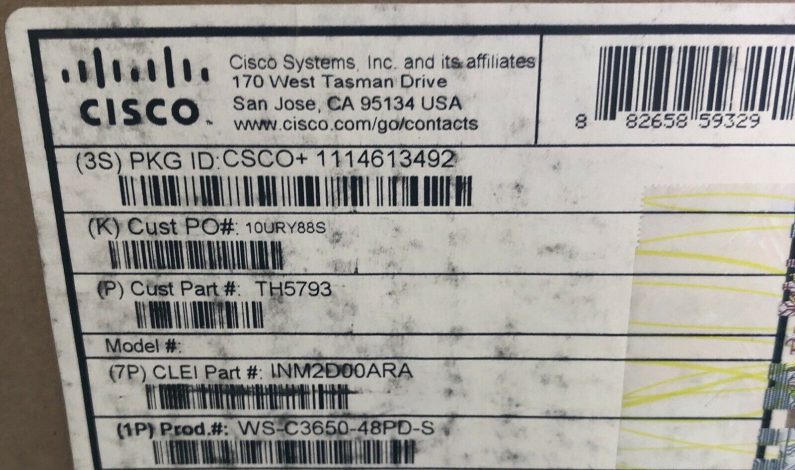 CISCO
Cisco Systems, Inc. and its affiliates
170 West Tasman Drive
San Jose, CA 95134 USA
www.cisco.com/go/contacts
8 82658 59329
(3S) PKG ID:CSCO+ 1114613492
(K) Cust PO#: 10URY88S
(P) Cust Part #: TH5793
Model #:
(7P) CLEI Part #: INM2D00ARA
(1P) Prod.#: WS-C3650-48PD-S